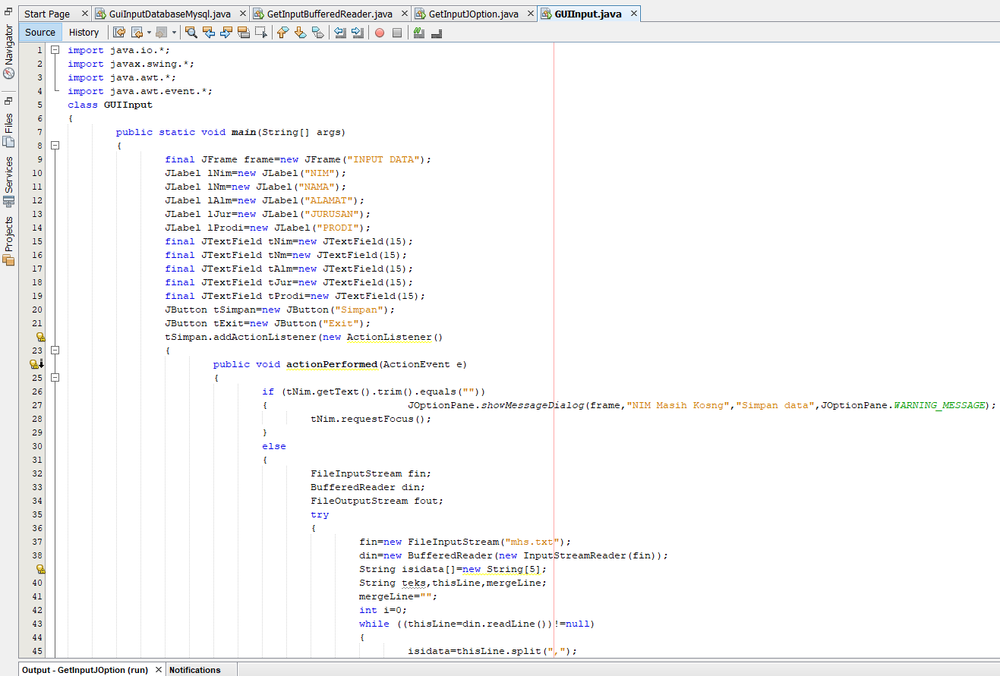 Start Page
GuiInputDatabaseMysql.java
GetInputBufferedReader.java
GetInputJOption.java
GUIInput.java
Source History
Navigator
Files
Services
Projects
1 import java.io.*;
2 import javax.swing.*;
3 import java.awt.*;
4 import java.awt.event.*;
5 class GUIInput
6 {
7 public static void main(String[] args)
8 {
9 final JFrame frame=new JFrame("INPUT DATA");
10 JLabel lNim=new JLabel("NIM");
11 JLabel lNm=new JLabel("NAMA");
12 JLabel lAlm=new JLabel("ALAMAT");
13 JLabel lJur=new JLabel("JURUSAN");
14 JLabel lProdi=new JLabel("PRODI");
15 final JTextField tNim=new JTextField(15);
16 final JTextField tNm=new JTextField(15);
17 final JTextField tAlm=new JTextField(15);
18 final JTextField tJur=new JTextField(15);
19 final JTextField tProdi=new JTextField(15);
20 JButton tSimpan=new JButton("Simpan");
21 JButton tExit=new JButton("Exit");
tSimpan.addActionListener(new ActionListener()
23 {
public void actionPerformed(ActionEvent e)
25 {
26 if (tNim.getText().trim().equals(""))
27 { JOptionPane.showMessageDialog(frame,"NIM Masih Kosng","Simpan data",JOptionPane.WARNING_MESSAGE);
28 tNim.requestFocus();
29 }
30 else
31 {
32 FileInputStream fin;
33 BufferedReader din;
34 FileOutputStream fout;
35 try
36 {
37 fin=new FileInputStream("mhs.txt");
38 din=new BufferedReader(new InputStreamReader(fin));
String isidata[]=new String[5];
40 String teks,thisLine,mergeLine;
41 mergeLine="";
42 int i=0;
43 while ((thisLine=din.readLine())!=null)
44 {
45 isidata=thisLine.split(",");
Output - GetInputJOption (run)
Notifications